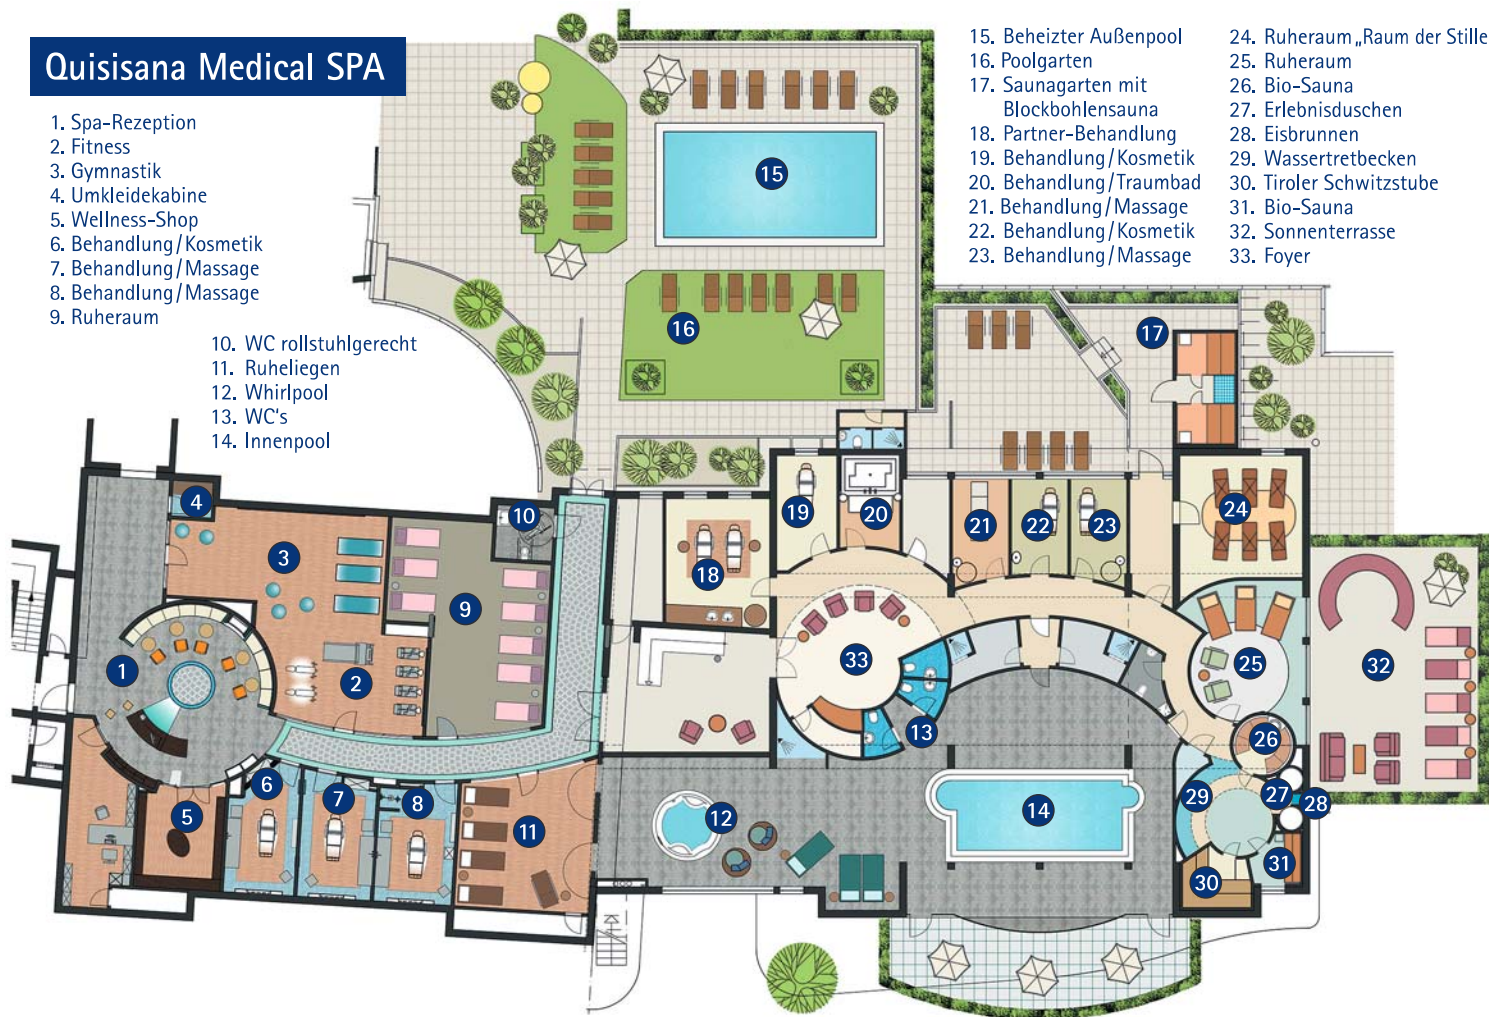 Quisisana Medical SPA
1. Spa-Rezeption
2. Fitness
3. Gymnastik
4. Umkleidekabine
5. Wellness-Shop
6. Behandlung/Kosmetik
7. Behandlung/Massage
8. Behandlung/Massage
9. Ruheraum
10. WC rollstuhlgerecht
11. Ruheliegen
12. Whirlpool
13. WC's
14. Innenpool
15. Beheizter Außenpool
16. Poolgarten
17. Saunagarten mit
Blockbohlensauna
18. Partner-Behandlung
19. Behandlung/Kosmetik
20. Behandlung/Traumbad
21. Behandlung/Massage
22. Behandlung/Kosmetik
23. Behandlung/Massage
24. Ruheraum „Raum der Stille
25. Ruheraum
26. Bio-Sauna
27. Erlebnisduschen
28. Eisbrunnen
29. Wassertretbecken
30. Tiroler Schwitzstube
31. Bio-Sauna
32. Sonnenterrasse
33. Foyer
15
16
17
4
10
19
20
21
22
23
24
3
18
9
1
2
33
25
32
13
26
6
7
8
5
11
12
14
29
27
28
31
30